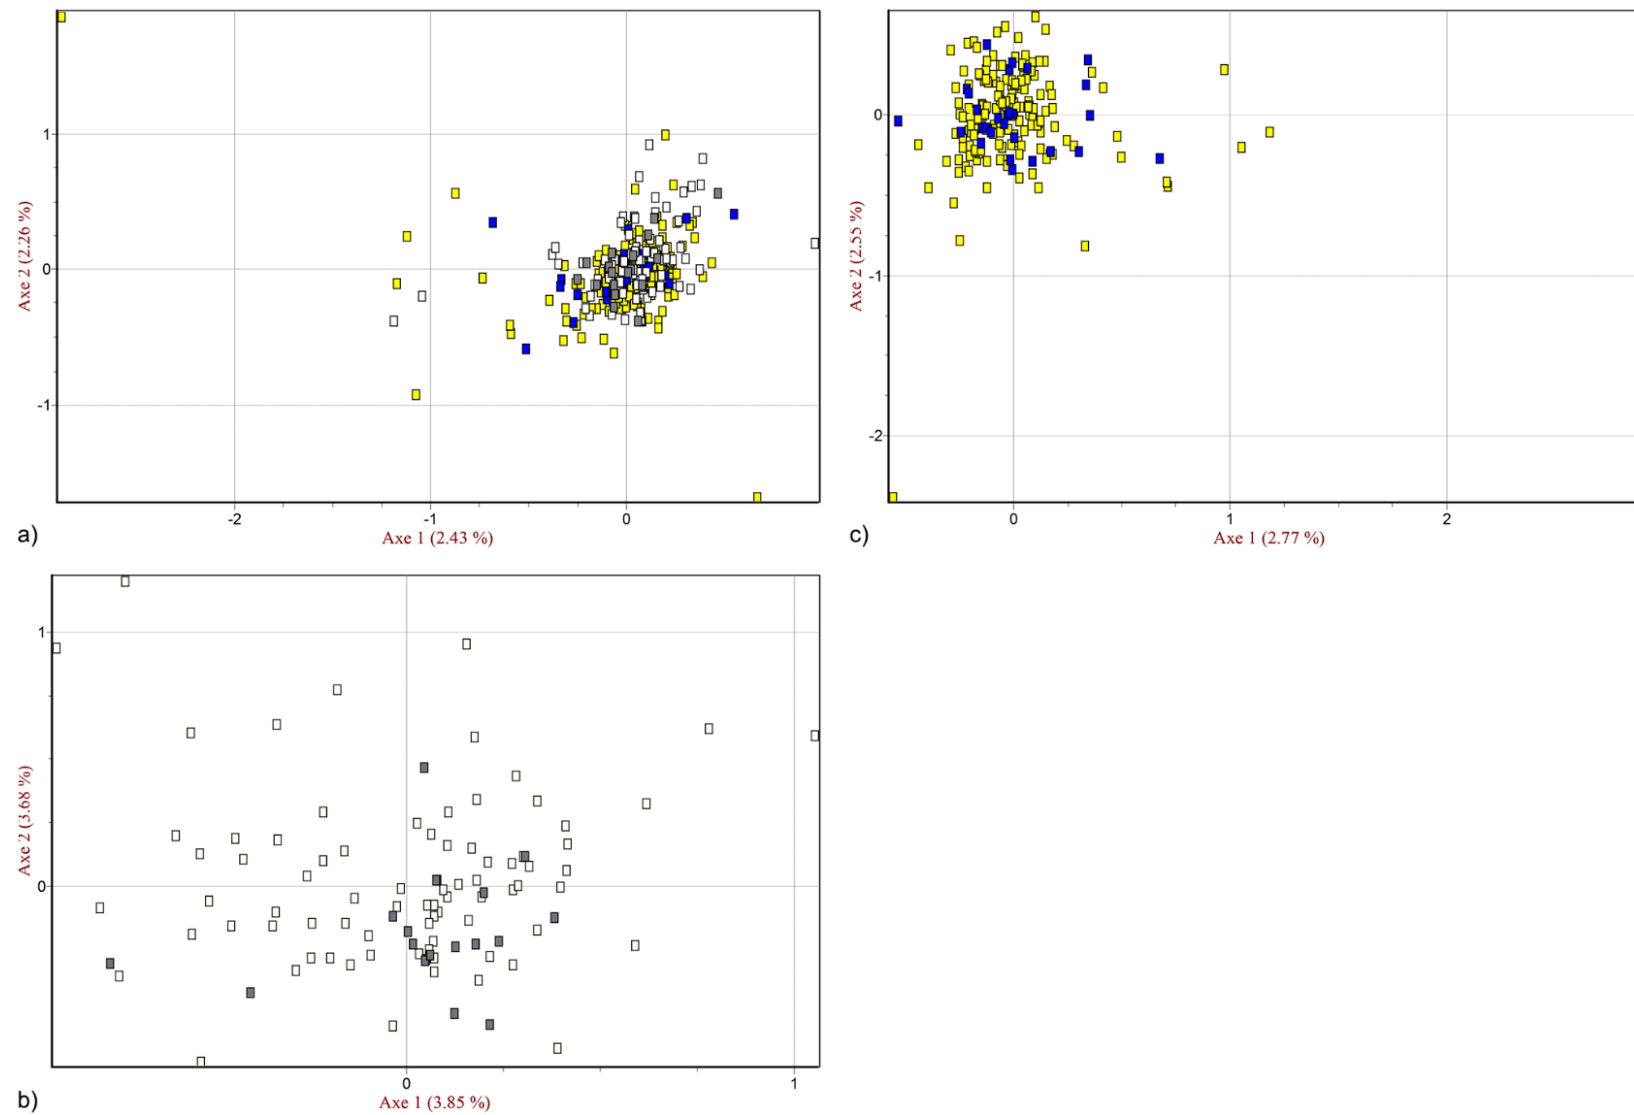 1
0
-1
Axe 2 (2.26 %)
-2
-1
0
a)
Axe 1 (2.43 %)
0
-1
-2
Axe 2 (2.55 %)
0
1
2
c)
Axe 1 (2.77 %)
1
0
Axe 2 (3.68 %)
0
1
b)
Axe 1 (3.85 %)